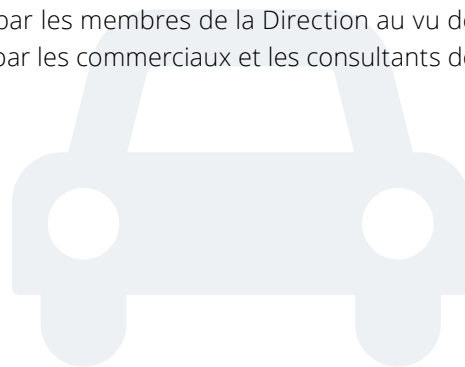 par les membres de la Direction au vu de
par les commerciaux et les consultants de